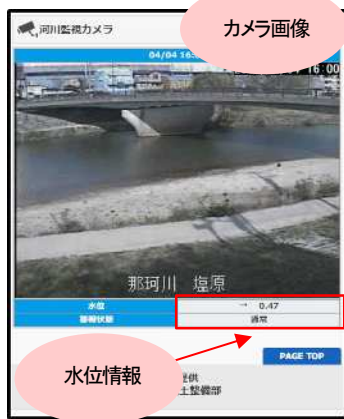 河川監視カメラ
カメラ画像
04/04 16:
16:00
那珂川 塩原
水位 → 0.47
警報状態 通常
PAGE TOP
水位情報
提供
土整備部